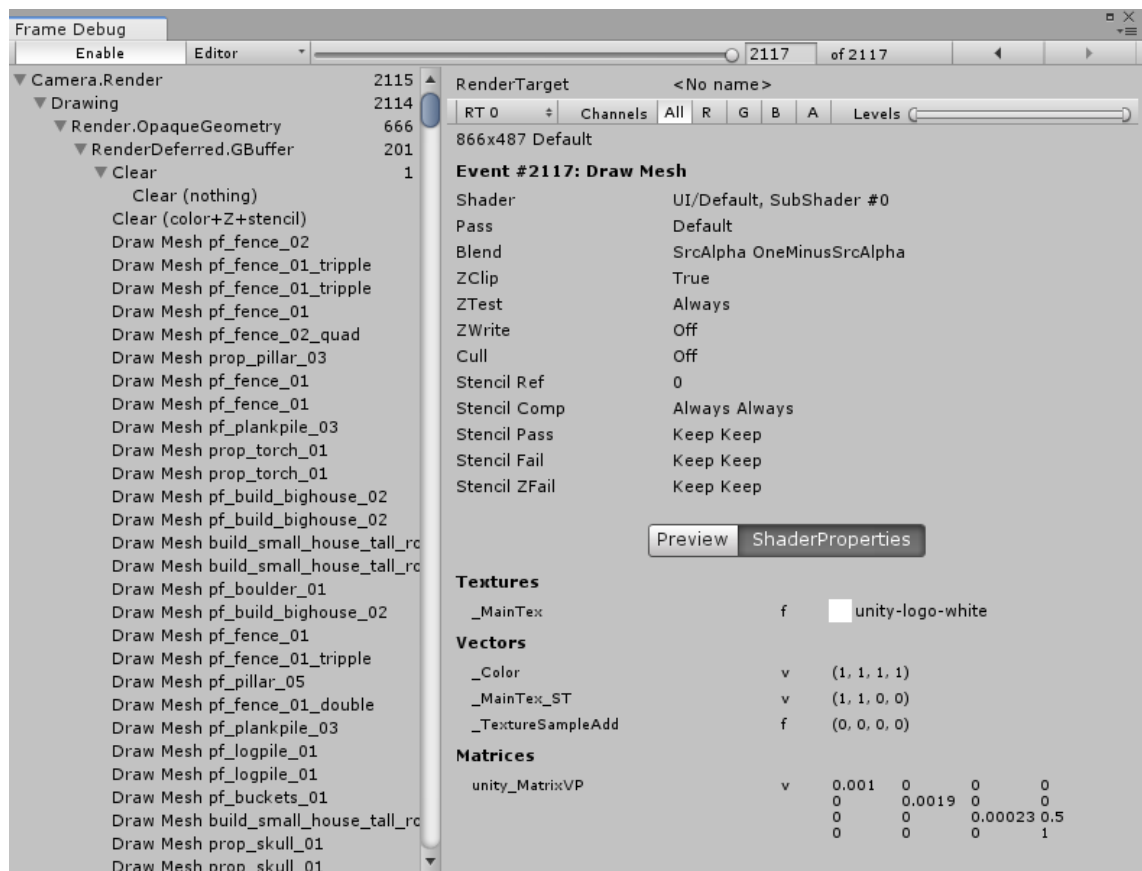 Frame Debug
Enable Editor 2117 of 2117
Camera.Render 2115
Drawing 2114
Render.OpaqueGeometry 666
RenderDeferred.GBuffer 201
Clear 1
Clear (nothing)
Clear (color+Z+stencil)
Draw Mesh pf_fence_02
Draw Mesh pf_fence_01_tripple
Draw Mesh pf_fence_01_tripple
Draw Mesh pf_fence_01
Draw Mesh pf_fence_02_quad
Draw Mesh prop_pillar_03
Draw Mesh pf_fence_01
Draw Mesh pf_fence_01
Draw Mesh pf_plankpile_03
Draw Mesh prop_torch_01
Draw Mesh prop_torch_01
Draw Mesh pf_build_bighouse_02
Draw Mesh pf_build_bighouse_02
Draw Mesh build_small_house_tall_ro
Draw Mesh build_small_house_tall_ro
Draw Mesh pf_boulder_01
Draw Mesh pf_build_bighouse_02
Draw Mesh pf_fence_01
Draw Mesh pf_fence_01_tripple
Draw Mesh pf_pillar_05
Draw Mesh pf_fence_01_double
Draw Mesh pf_plankpile_03
Draw Mesh pf_logpile_01
Draw Mesh pf_logpile_01
Draw Mesh pf_buckets_01
Draw Mesh build_small_house_tall_ro
Draw Mesh prop_skull_01
Draw Mesh prop_skull_01
RenderTarget <No name>
RT 0 Channels All R G B A Levels
866x487 Default
Event #2117: Draw Mesh
Shader UI/Default, SubShader #0
Pass Default
Blend SrcAlpha OneMinusSrcAlpha
ZClip True
ZTest Always
ZWrite Off
Cull Off
Stencil Ref 0
Stencil Comp Always Always
Stencil Pass Keep Keep
Stencil Fail Keep Keep
Stencil ZFail Keep Keep
Preview ShaderProperties
Textures
_MainTex f unity-logo-white
Vectors
_Color v (1, 1, 1, 1)
_MainTex_ST v (1, 1, 0, 0)
_TextureSampleAdd f (0, 0, 0, 0)
Matrices
unity_MatrixVP v 0.001 0 0 0
0 0.0019 0 0
0 0 0.00023 0.5
0 0 0 1